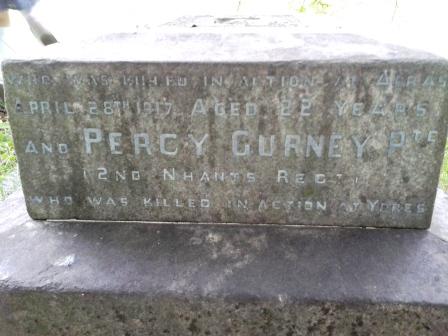 WHO WAS KILLED IN ACTION AT ARRAS
APRIL 28TH 1917. AGED 22 YEARS
AND PERCY GURNEY PTE
(2ND NHANTS REGT)
WHO WAS KILLED IN ACTION AT YPRES